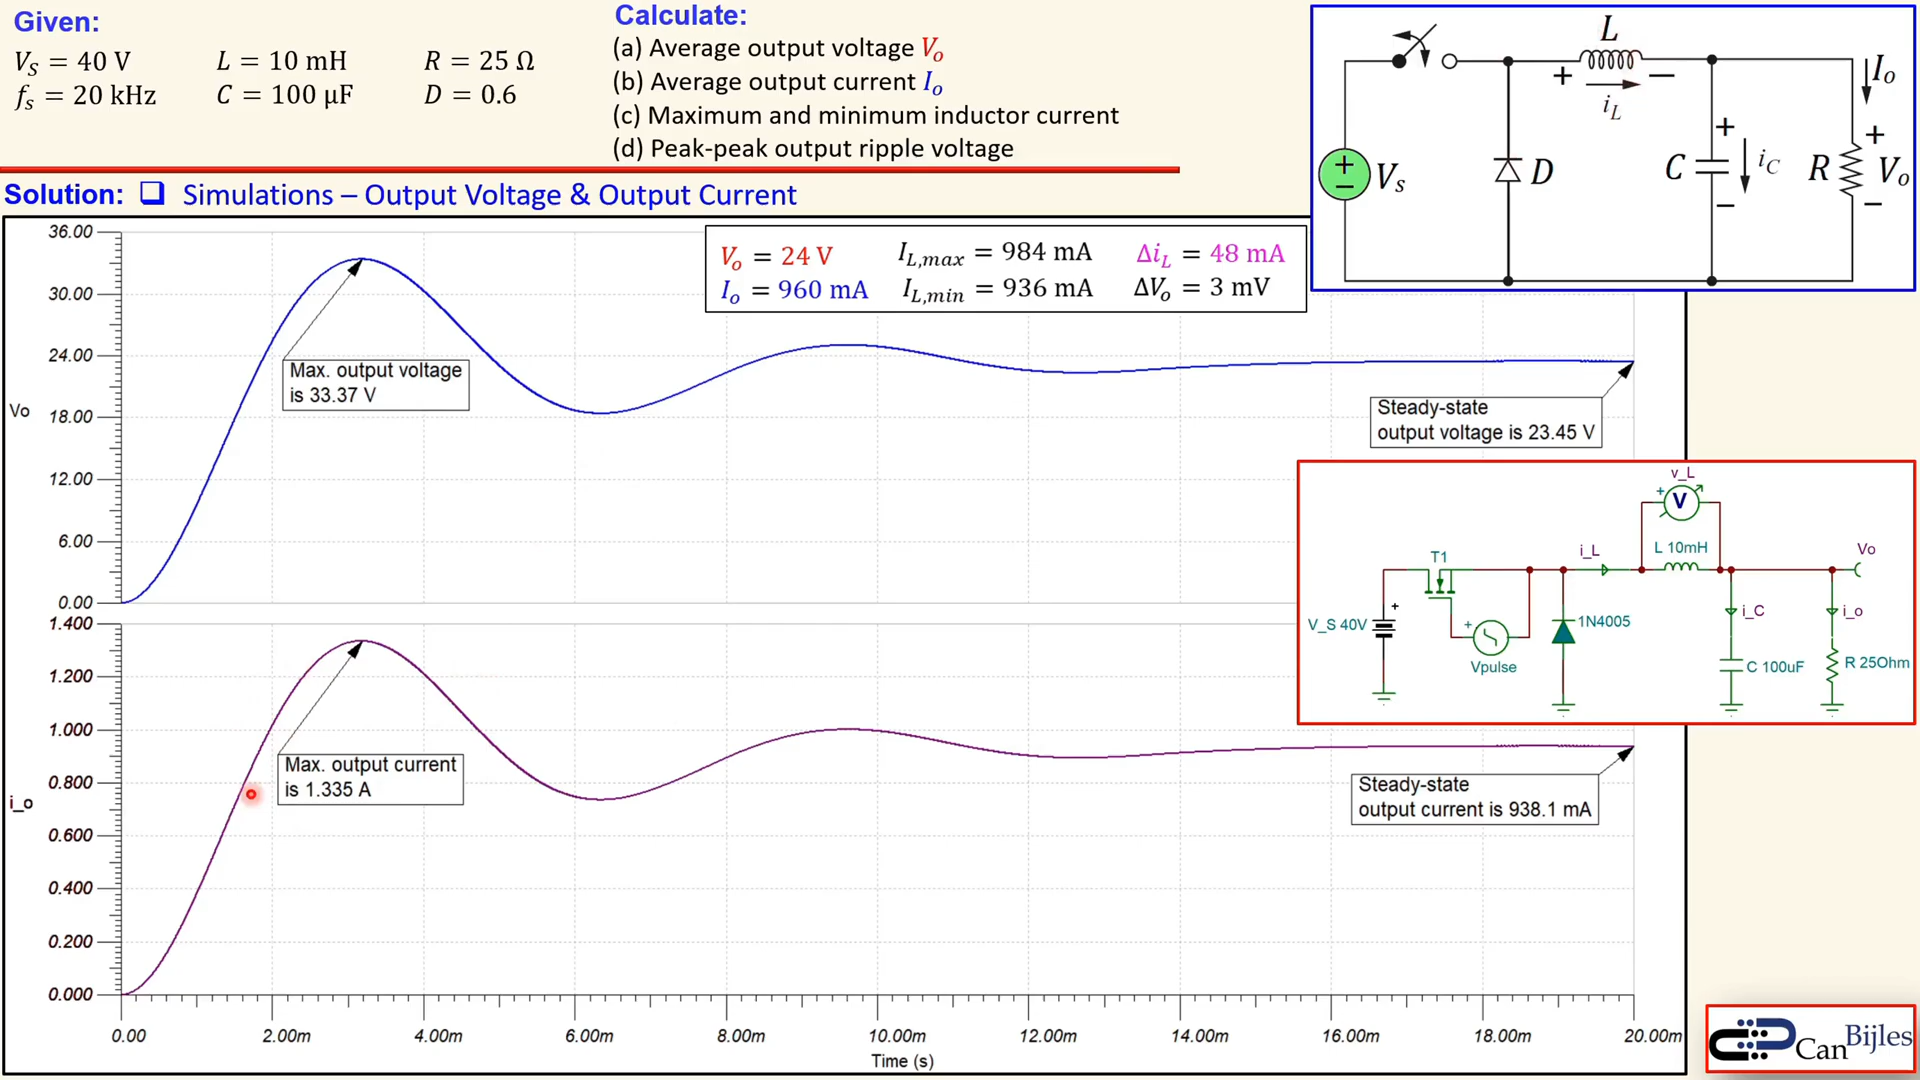 Given:
V_S = 40 V L = 10 mH R = 25 Ω
f_s = 20 kHz C = 100 μF D = 0.6
Calculate:
(a) Average output voltage V_o
(b) Average output current I_o
(c) Maximum and minimum inductor current
(d) Peak-peak output ripple voltage
L
+ −
i_L
I_o
V_s
D
C
+
i_C
−
R
+
V_o
−
Solution: ❑ Simulations – Output Voltage & Output Current
V_o = 24 V I_{L,max} = 984 mA Δi_L = 48 mA
I_o = 960 mA I_{L,min} = 936 mA ΔV_o = 3 mV
36.00
30.00
24.00
Vo
18.00
12.00
6.00
0.00
Max. output voltage
is 33.37 V
Steady-state
output voltage is 23.45 V
1.400
1.200
1.000
0.800
i_o
0.600
0.400
0.200
0.000
Max. output current
is 1.335 A
Steady-state
output current is 938.1 mA
0.00 2.00m 4.00m 6.00m 8.00m 10.00m 12.00m 14.00m 16.00m 18.00m 20.00m
Time (s)
v_L
+
V
T1
i_L
L 10mH
Vo
V_S 40V
+
+
Vpulse
1N4005
i_C
i_o
C 100uF
R 25Ohm
CanBijles